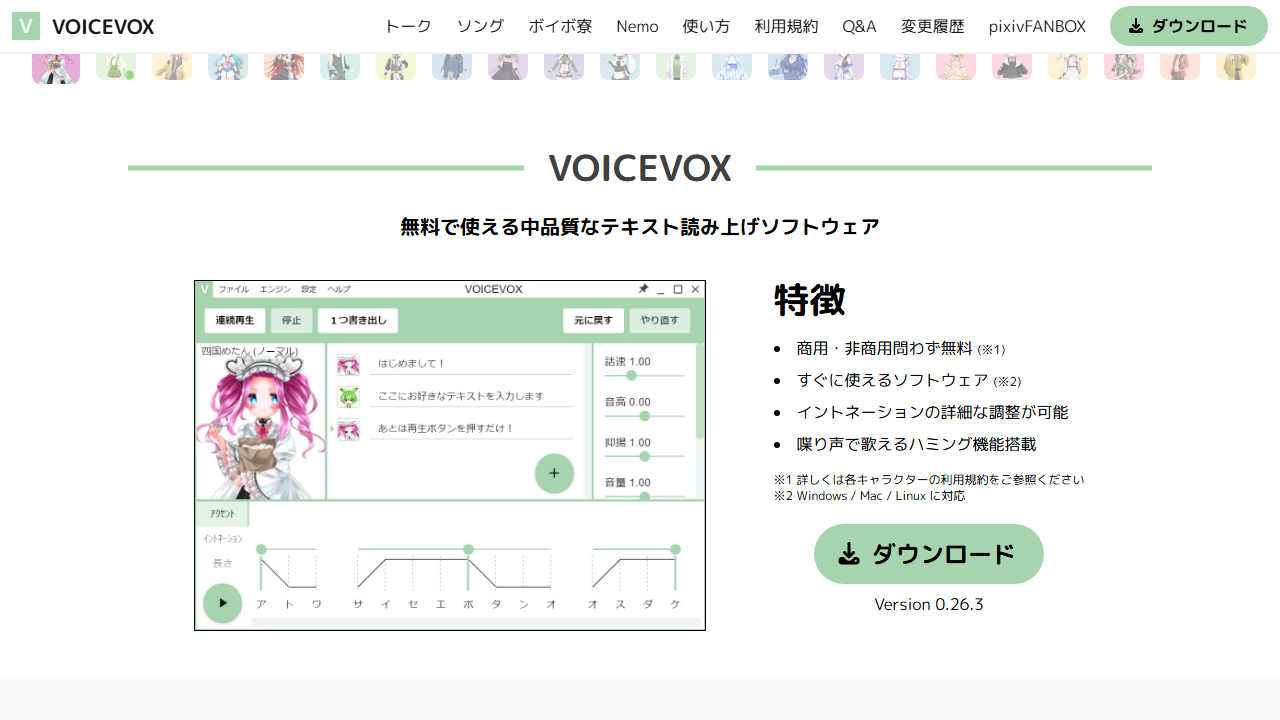 V VOICEVOX トーク ソング ボイボ寮 Nemo 使い方 利用規約 Q&A 変更履歴 pixivFANBOX ダウンロード
VOICEVOX
無料で使える中品質なテキスト読み上げソフトウェア
V ファイル エンジン 設定 ヘルプ VOICEVOX
連続再生 停止 1つ書き出し 元に戻す やり直す
四国めたん (ノーマル)
はじめまして！
ここにお好きなテキストを入力します
あとは再生ボタンを押すだけ！
話速 1.00
音高 0.00
抑揚 1.00
音量 1.00
アクセント
イントネーション
長さ
ア ト ワ サ イ セ エ ボ タ ン オ オ ス ダ ケ
特徴
• 商用・非商用問わず無料 (※1)
• すぐに使えるソフトウェア (※2)
• イントネーションの詳細な調整が可能
• 喋り声で歌えるハミング機能搭載
※1 詳しくは各キャラクターの利用規約をご参照ください
※2 Windows / Mac / Linux に対応
ダウンロード
Version 0.26.3